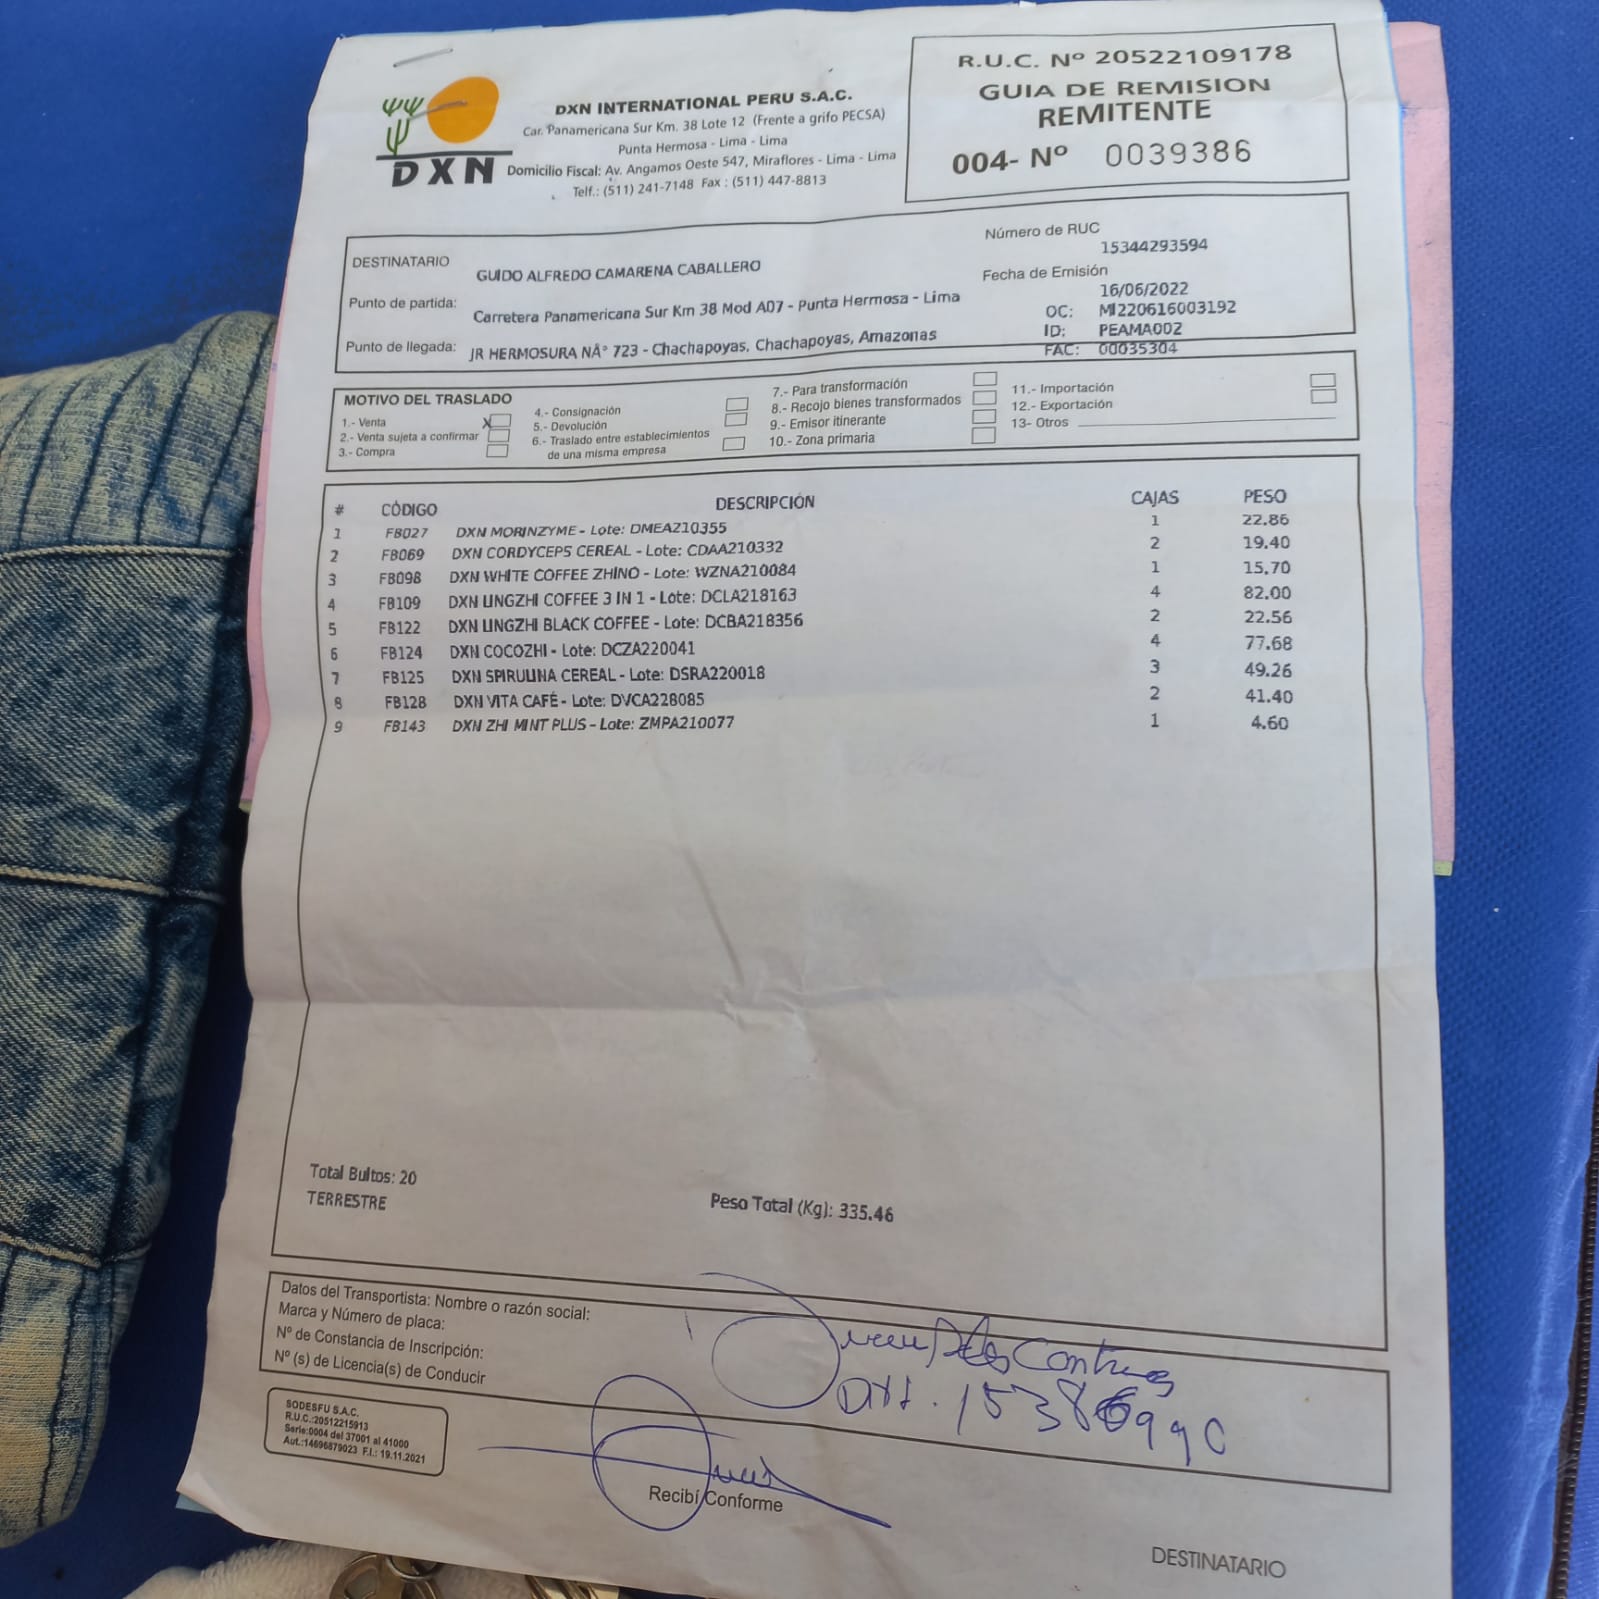 DXN
DXN INTERNATIONAL PERU S.A.C.
Car. Panamericana Sur Km. 38 Lote 12 (Frente a grifo PECSA)
Punta Hermosa - Lima - Lima
Domicilio Fiscal: Av. Angamos Oeste 547, Miraflores - Lima - Lima
Telf.: (511) 241-7148 Fax : (511) 447-8813
R.U.C. Nº 20522109178
GUIA DE REMISION
REMITENTE
004- Nº 0039386
DESTINATARIO GUIDO ALFREDO CAMARENA CABALLERO
Punto de partida: Carretera Panamericana Sur Km 38 Mod A07 - Punta Hermosa - Lima
Punto de llegada: JR HERMOSURA NÂ° 723 - Chachapoyas, Chachapoyas, Amazonas
Número de RUC
15344293594
Fecha de Emisión
16/06/2022
OC: MI220616003192
ID: PEAMA002
FAC: 00035304
MOTIVO DEL TRASLADO
1.- Venta X
2.- Venta sujeta a confirmar
3.- Compra
4.- Consignación
5.- Devolución
6.- Traslado entre establecimientos
de una misma empresa
7.- Para transformación
8.- Recojo bienes transformados
9.- Emisor itinerante
10.- Zona primaria
11.- Importación
12.- Exportación
13- Otros
# CÓDIGO DESCRIPCIÓN CAJAS PESO
1 FB027 DXN MORINZYME - Lote: DMEA210355 1 22.86
2 FB069 DXN CORDYCEPS CEREAL - Lote: CDAA210332 2 19.40
3 FB098 DXN WHITE COFFEE ZHINO - Lote: WZNA210084 1 15.70
4 FB109 DXN LINGZHI COFFEE 3 IN 1 - Lote: DCLA218163 4 82.00
5 FB122 DXN LINGZHI BLACK COFFEE - Lote: DCBA218356 2 22.56
6 FB124 DXN COCOZHI - Lote: DCZA220041 4 77.68
7 FB125 DXN SPIRULINA CEREAL - Lote: DSRA220018 3 49.26
8 FB128 DXN VITA CAFÉ - Lote: DVCA228085 2 41.40
9 FB143 DXN ZHI MINT PLUS - Lote: ZMPA210077 1 4.60
Total Bultos: 20
TERRESTRE
Peso Total (Kg): 335.46
Datos del Transportista: Nombre o razón social:
Marca y Número de placa:
Nº de Constancia de Inscripción:
Nº (s) de Licencia(s) de Conducir
SODESFU S.A.C.
R.U.C.:20512215913
Serie:0004 del 37001 al 41000
Aut.:14696879023 F.I.: 19.11.2021
Recibí Conforme
DESTINATARIO